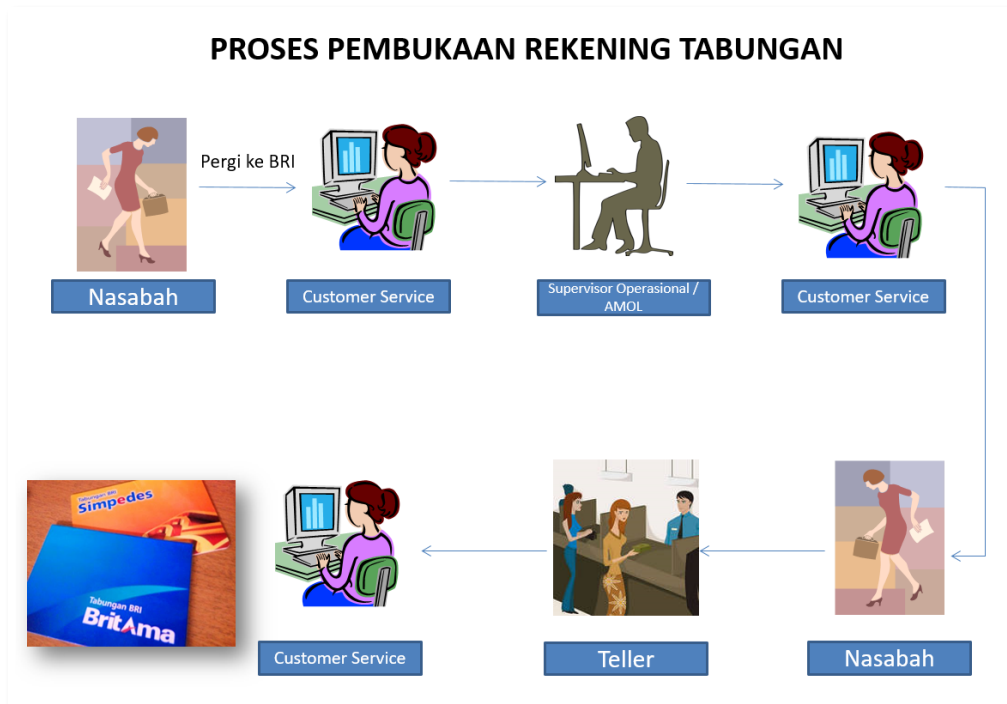 PROSES PEMBUKAAN REKENING TABUNGAN
Pergi ke BRI
Nasabah
Customer Service
Supervisor Operasional /
AMOL
Customer Service
Tabungan BRI
Simpedes
Tabungan BRI
BritAma
Customer Service
Teller
Nasabah